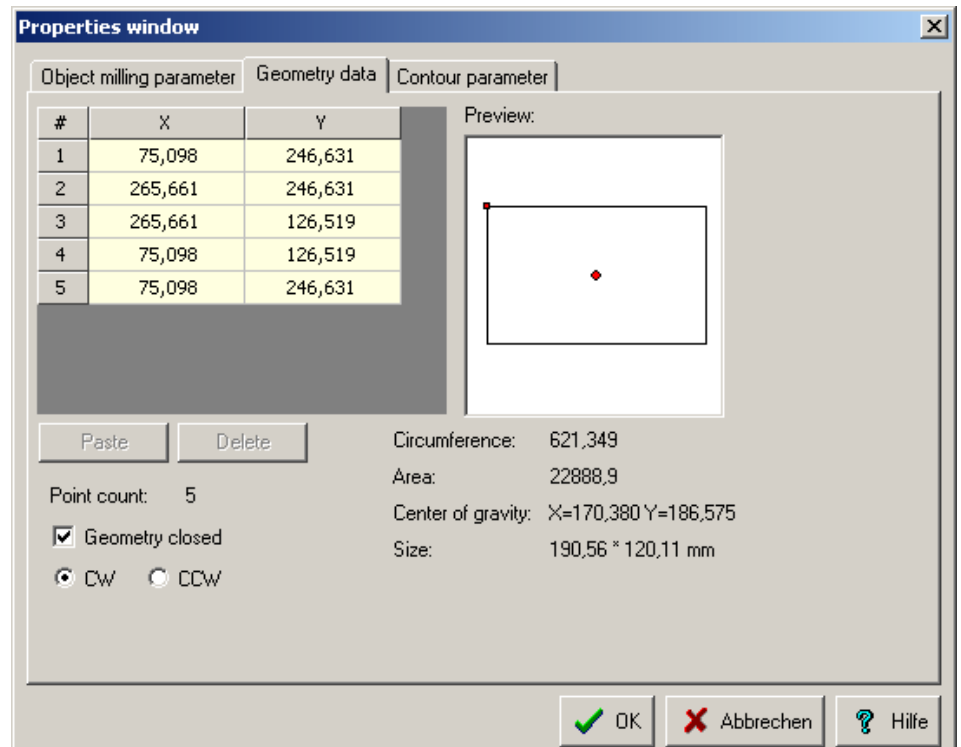 Properties window
Object milling parameter Geometry data Contour parameter
# X Y
1 75,098 246,631
2 265,661 246,631
3 265,661 126,519
4 75,098 126,519
5 75,098 246,631
Preview:
Paste Delete
Point count: 5
Geometry closed
CW CCW
Circumference: 621,349
Area: 22888,9
Center of gravity: X=170,380 Y=186,575
Size: 190,56 * 120,11 mm
OK Abbrechen Hilfe